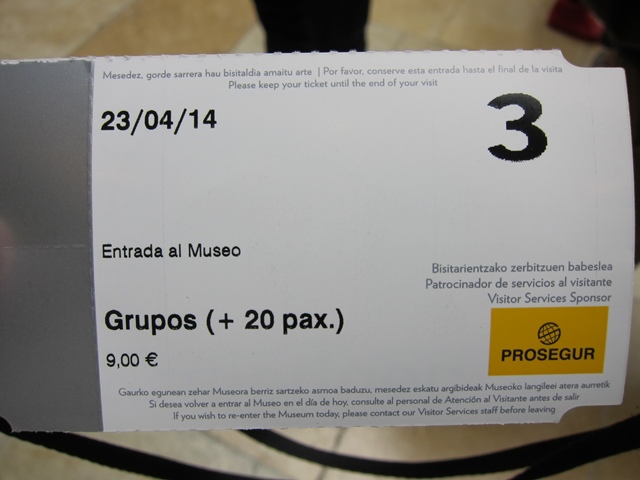 Mesedez, gorde sarrera hau bisitaldia amaitu arte | Por favor, conserve esta entrada hasta el final de la visita
Please keep your ticket until the end of your visit
23/04/14
3
Entrada al Museo
Bisitarientzako zerbitzuen babeslea
Patrocinador de servicios al visitante
Visitor Services Sponsor
Grupos (+ 20 pax.)
PROSEGUR
9,00 €
Gaurko egunean zehar Museora berriz sartzeko asmoa baduzu, mesedez eskatu argibideak Museoko langileei atera aurretik
Si desea volver a entrar al Museo en el día de hoy, consulte al personal de Atención al Visitante antes de salir
If you wish to re-enter the Museum today, please contact our Visitor Services staff before leaving